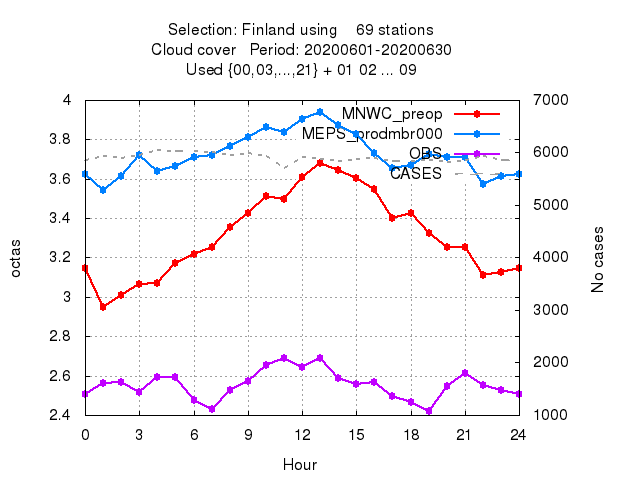 Selection: Finland using 69 stations
Cloud cover Period: 20200601-20200630
Used {00,03,...,21} + 01 02 ... 09
MNWC_preop
MEPS_prodmbr000
OBS
CASES
4
3.8
3.6
3.4
3.2
3
2.8
2.6
2.4
octas
7000
6000
5000
4000
3000
2000
1000
No cases
0 3 6 9 12 15 18 21 24
Hour